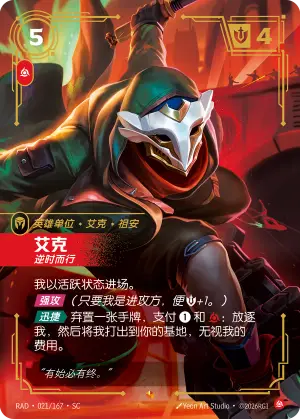 5
4
英雄单位・艾克・祖安
艾克
逆时而行
我以活跃状态进场。
强攻（只要我是进攻方，便+1。）
迅捷 弃置一张手牌，支付1和：放逐
我，然后将我打出到你的基地，无视我的
费用。
“有始必有终。”
RAD・021/167・SC
Yeon Art Studio・©2026RGI